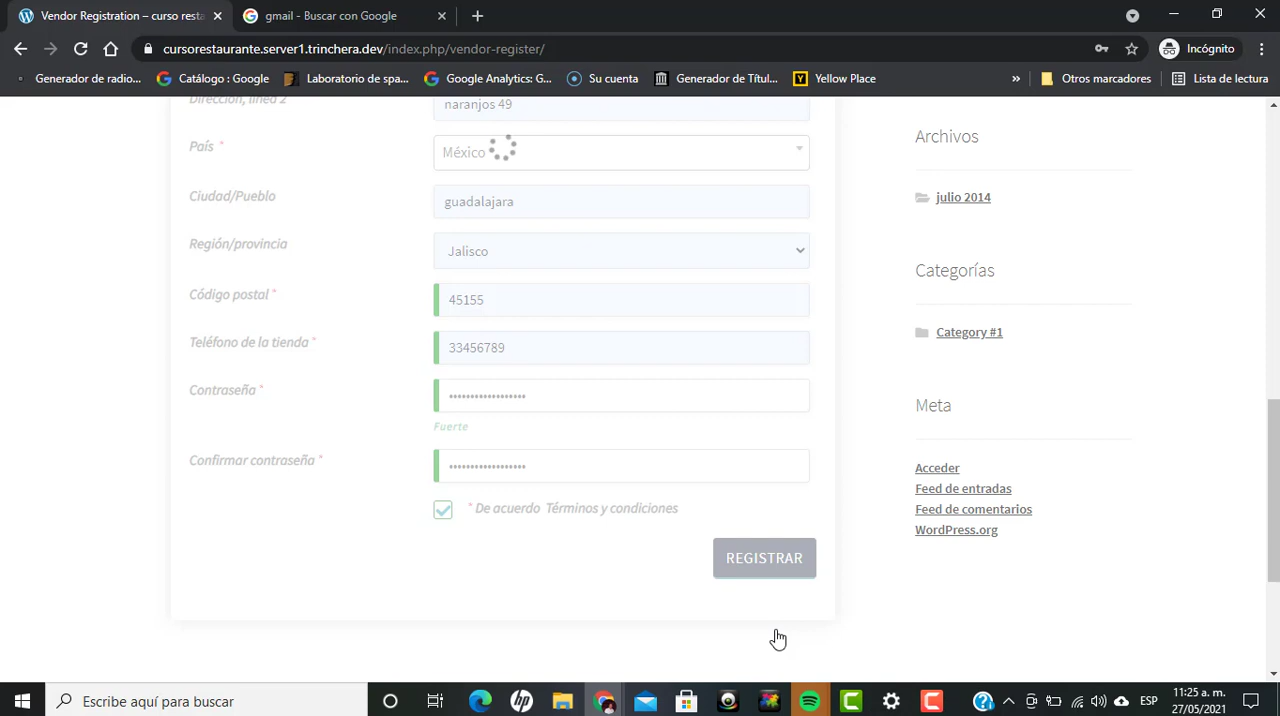 Vendor Registration – curso resta
gmail - Buscar con Google
cursorestaurante.server1.trinchera.dev/index.php/vendor-register/
Incógnito
Generador de radio...
Catálogo : Google
Laboratorio de spa...
Google Analytics: G...
Su cuenta
Generador de Títul...
Yellow Place
»
Otros marcadores
Lista de lectura
Dirección, línea 2
naranjos 49
País *
México
Ciudad/Pueblo
guadalajara
Región/provincia
Jalisco
Código postal *
45155
Teléfono de la tienda *
33456789
Contraseña *
••••••••••••••••••
Fuerte
Confirmar contraseña *
••••••••••••••••••
* De acuerdo Términos y condiciones
REGISTRAR
Archivos
julio 2014
Categorías
Category #1
Meta
Acceder
Feed de entradas
Feed de comentarios
WordPress.org
Escribe aquí para buscar
ESP
11:25 a. m.
27/05/2021